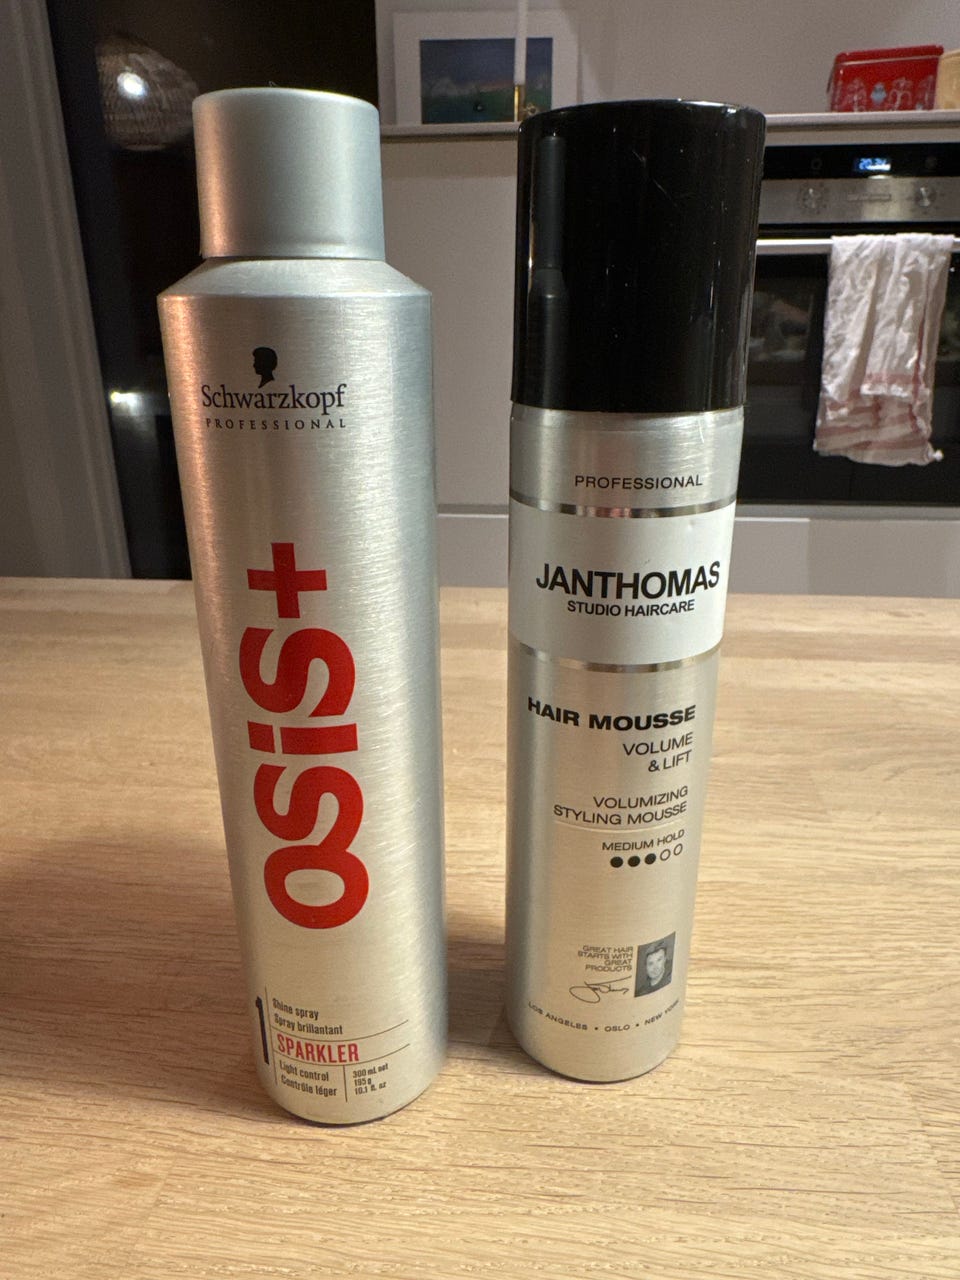 Schwarzkopf
PROFESSIONAL
OSiS+
1
Shine spray
Spray brillantant
SPARKLER
Light control
Contrôle léger
300 mL net
195 g
10.1 fl. oz
PROFESSIONAL
JANTHOMAS
STUDIO HAIRCARE
HAIR MOUSSE
VOLUME
& LIFT
VOLUMIZING
STYLING MOUSSE
MEDIUM HOLD
GREAT HAIR
STARTS WITH
GREAT
PRODUCTS
LOS ANGELES • OSLO • NEW YORK